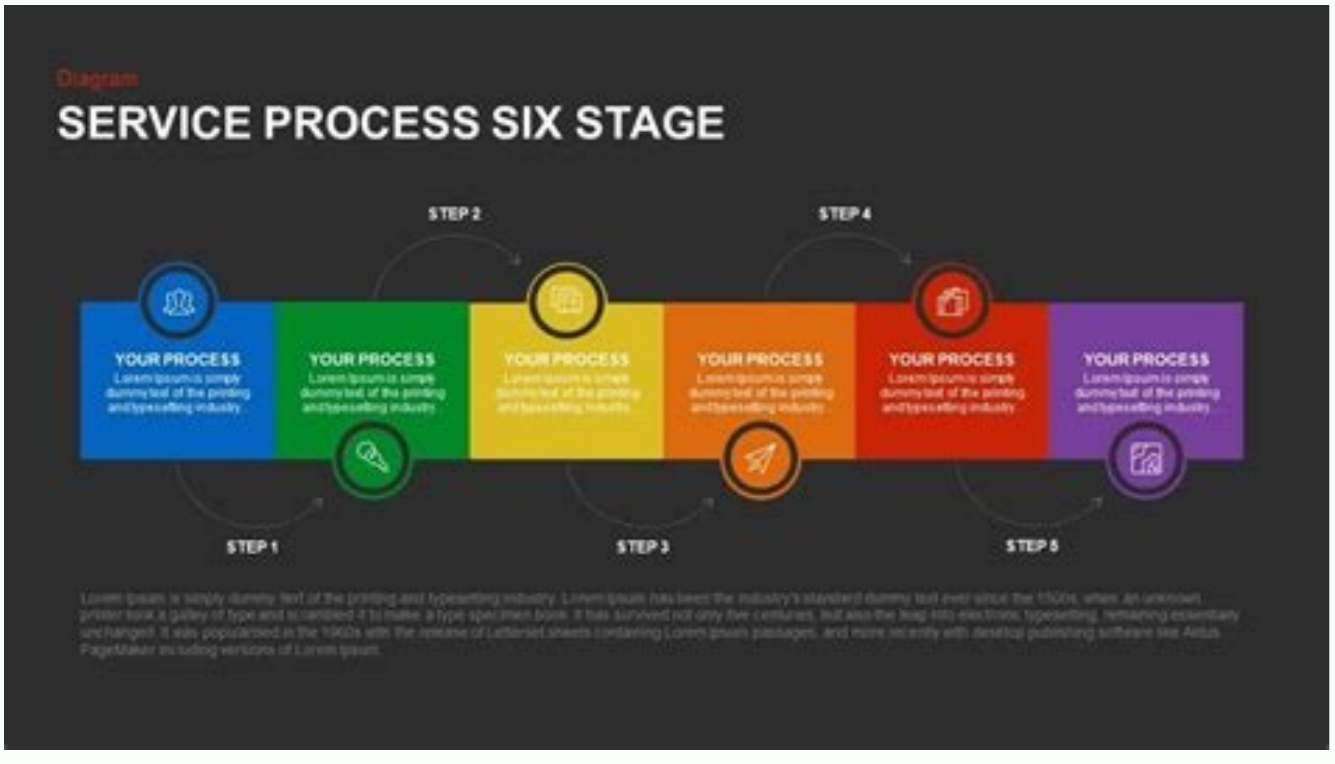 Diagram
SERVICE PROCESS SIX STAGE
STEP 2
STEP 4
YOUR PROCESS
Lorem Ipsum is simply
dummy text of the printing
and typesetting industry.
YOUR PROCESS
Lorem Ipsum is simply
dummy text of the printing
and typesetting industry.
YOUR PROCESS
Lorem Ipsum is simply
dummy text of the printing
and typesetting industry.
YOUR PROCESS
Lorem Ipsum is simply
dummy text of the printing
and typesetting industry.
YOUR PROCESS
Lorem Ipsum is simply
dummy text of the printing
and typesetting industry.
YOUR PROCESS
Lorem Ipsum is simply
dummy text of the printing
and typesetting industry.
STEP 1
STEP 3
STEP 5
Lorem Ipsum is simply dummy text of the printing and typesetting industry. Lorem Ipsum has been the industry's standard dummy text ever since the 1500s, when an unknown
printer took a galley of type and scrambled it to make a type specimen book. It has survived not only five centuries, but also the leap into electronic typesetting, remaining essentially
unchanged. It was popularised in the 1960s with the release of Letraset sheets containing Lorem Ipsum passages, and more recently with desktop publishing software like Aldus
PageMaker including versions of Lorem Ipsum.